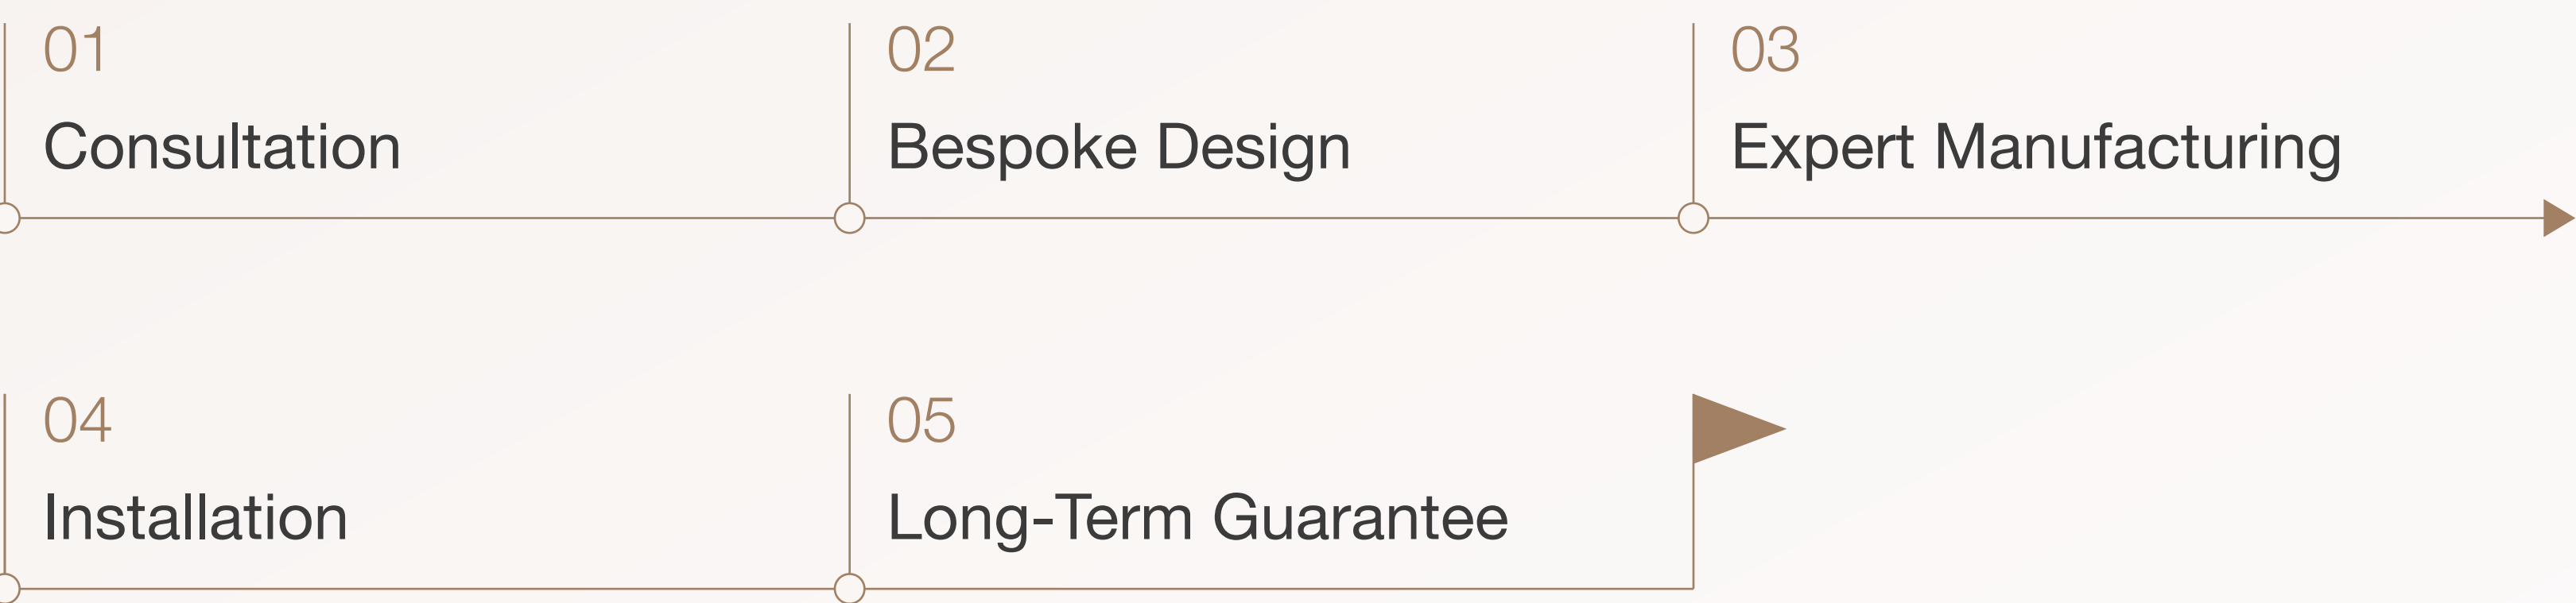 01
Consultation
02
Bespoke Design
03
Expert Manufacturing
04
Installation
05
Long-Term Guarantee